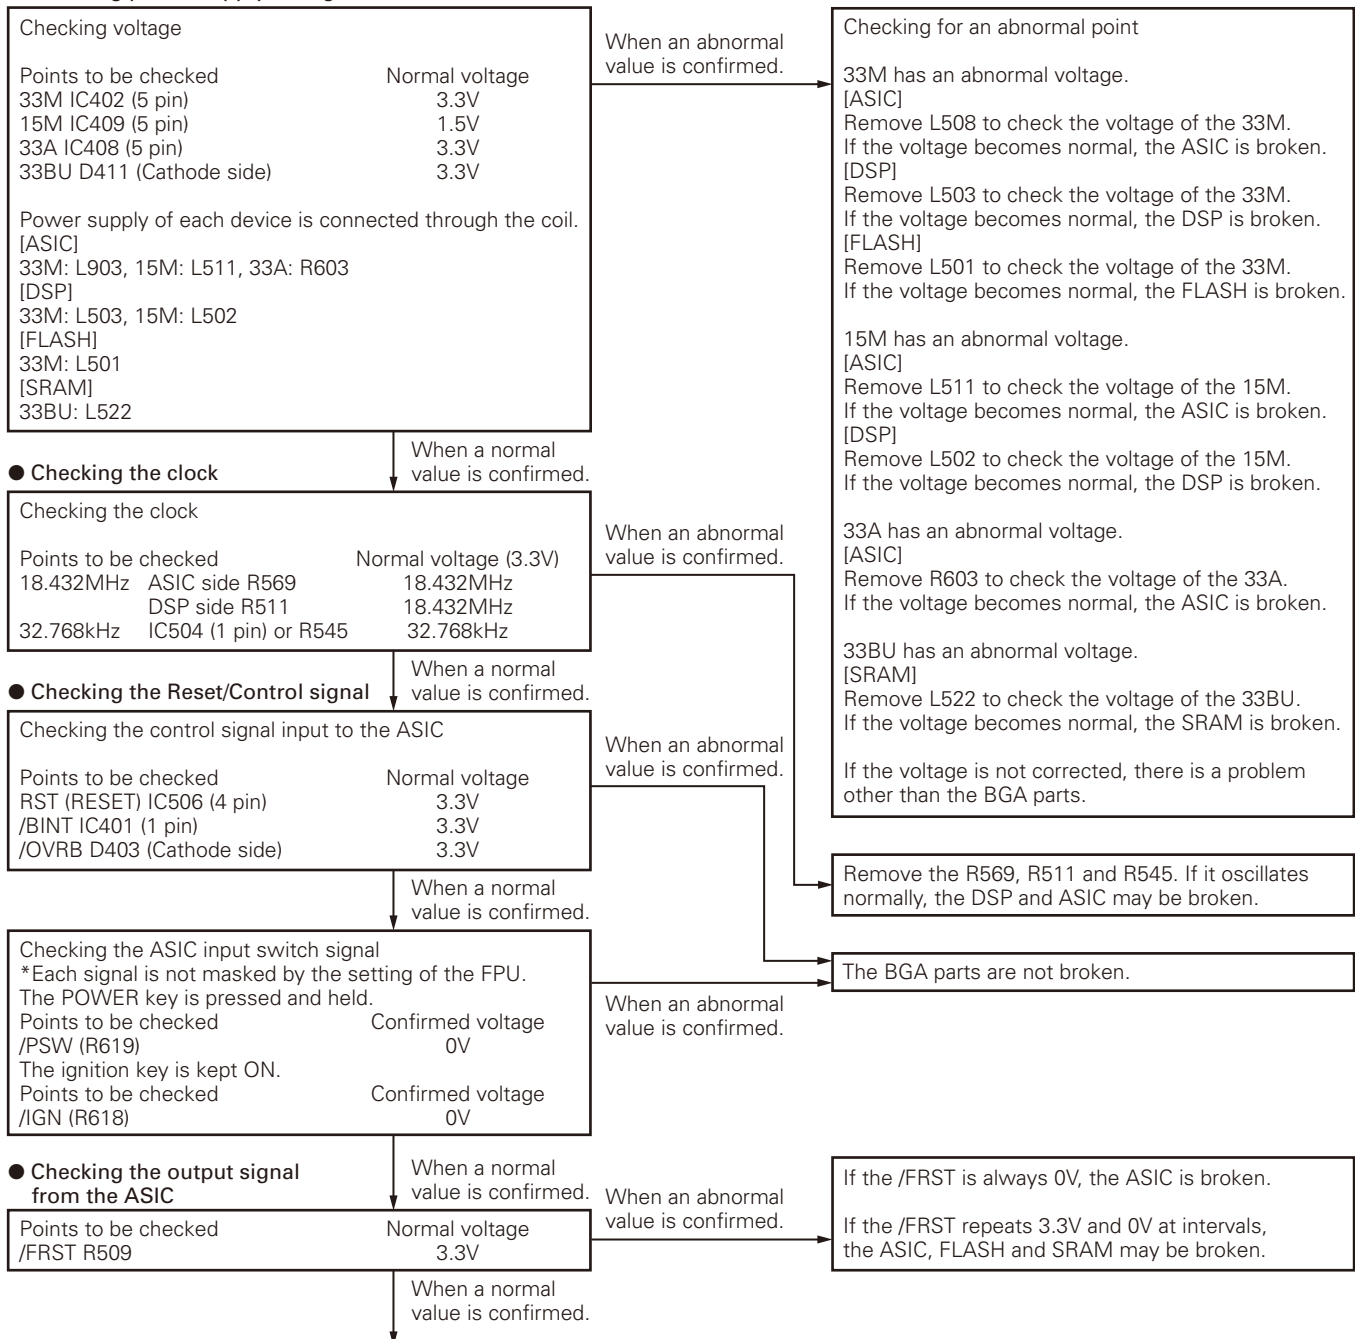 Checking voltage
Points to be checked Normal voltage
33M IC402 (5 pin) 3.3V
15M IC409 (5 pin) 1.5V
33A IC408 (5 pin) 3.3V
33BU D411 (Cathode side) 3.3V
Power supply of each device is connected through the coil.
[ASIC]
33M: L903, 15M: L511, 33A: R603
[DSP]
33M: L503, 15M: L502
[FLASH]
33M: L501
[SRAM]
33BU: L522
When an abnormal
value is confirmed.
Checking for an abnormal point
33M has an abnormal voltage.
[ASIC]
Remove L508 to check the voltage of the 33M.
If the voltage becomes normal, the ASIC is broken.
[DSP]
Remove L503 to check the voltage of the 33M.
If the voltage becomes normal, the DSP is broken.
[FLASH]
Remove L501 to check the voltage of the 33M.
If the voltage becomes normal, the FLASH is broken.
15M has an abnormal voltage.
[ASIC]
Remove L511 to check the voltage of the 15M.
If the voltage becomes normal, the ASIC is broken.
[DSP]
Remove L502 to check the voltage of the 15M.
If the voltage becomes normal, the DSP is broken.
33A has an abnormal voltage.
[ASIC]
Remove R603 to check the voltage of the 33A.
If the voltage becomes normal, the ASIC is broken.
33BU has an abnormal voltage.
[SRAM]
Remove L522 to check the voltage of the 33BU.
If the voltage becomes normal, the SRAM is broken.
If the voltage is not corrected, there is a problem
other than the BGA parts.
When a normal
value is confirmed.
● Checking the clock
Checking the clock
Points to be checked Normal voltage (3.3V)
18.432MHz ASIC side R569 18.432MHz
DSP side R511 18.432MHz
32.768kHz IC504 (1 pin) or R545 32.768kHz
When an abnormal
value is confirmed.
Remove the R569, R511 and R545. If it oscillates
normally, the DSP and ASIC may be broken.
When a normal
value is confirmed.
● Checking the Reset/Control signal
Checking the control signal input to the ASIC
Points to be checked Normal voltage
RST (RESET) IC506 (4 pin) 3.3V
/BINT IC401 (1 pin) 3.3V
/OVRB D403 (Cathode side) 3.3V
When an abnormal
value is confirmed.
The BGA parts are not broken.
When a normal
value is confirmed.
Checking the ASIC input switch signal
*Each signal is not masked by the setting of the FPU.
The POWER key is pressed and held.
Points to be checked Confirmed voltage
/PSW (R619) 0V
The ignition key is kept ON.
Points to be checked Confirmed voltage
/IGN (R618) 0V
When an abnormal
value is confirmed.
When a normal
value is confirmed.
● Checking the output signal
from the ASIC
Points to be checked Normal voltage
/FRST R509 3.3V
When an abnormal
value is confirmed.
If the /FRST is always 0V, the ASIC is broken.
If the /FRST repeats 3.3V and 0V at intervals,
the ASIC, FLASH and SRAM may be broken.
When a normal
value is confirmed.